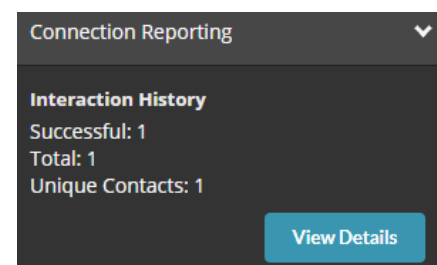 Connection Reporting
Interaction History
Successful: 1
Total: 1
Unique Contacts: 1
View Details